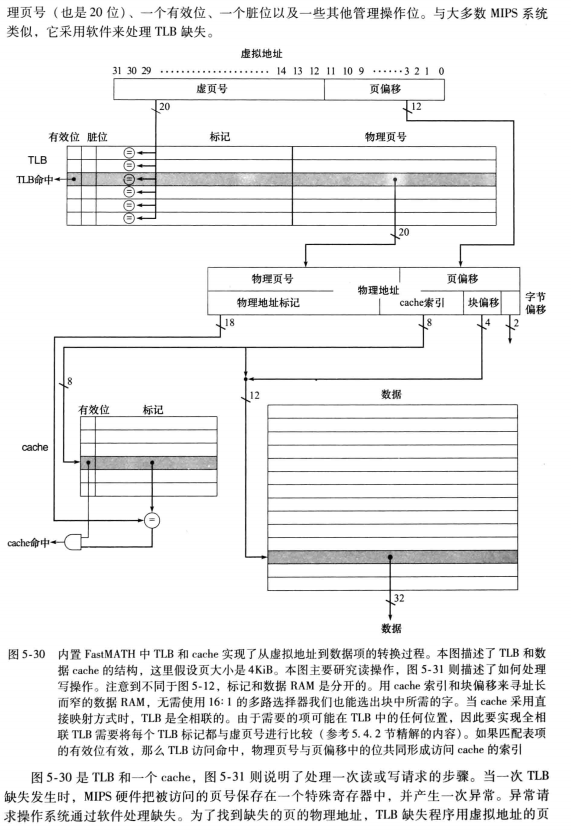 理页号（也是 20 位）、一个有效位、一个脏位以及一些其他管理操作位。与大多数 MIPS 系统
类似，它采用软件来处理 TLB 缺失。
虚拟地址
31 30 29 ······················ 14 13 12 11 10 9 ······3 2 1 0
虚页号 页偏移
20 12
有效位 脏位 标记 物理页号
TLB
TLB命中
= = = = = =
20
物理页号 页偏移
物理地址
物理地址标记 cache索引 块偏移 字节偏移
18 8 4 2
8
12 数据
有效位 标记
cache
=
cache命中
32
数据
图 5-30 内置 FastMATH 中 TLB 和 cache 实现了从虚拟地址到数据项的转换过程。本图描述了 TLB 和数
据 cache 的结构，这里假设页大小是 4KiB。本图主要研究读操作，图 5-31 则描述了如何处理
写操作。注意到不同于图 5-12，标记和数据 RAM 是分开的。用 cache 索引和块偏移来寻址长
而窄的数据 RAM，无需使用 16: 1 的多路选择器我们也能选出块中所需的字。当 cache 采用直
接映射方式时，TLB 是全相联的。由于需要的项可能在 TLB 中的任何位置，因此要实现全相
联 TLB 需要将每个 TLB 标记都与虚页号进行比较（参考 5.4.2 节精解的内容）。如果匹配表项
的有效位有效，那么 TLB 访问命中，物理页号与页偏移中的位共同形成访问 cache 的索引
图 5-30 是 TLB 和一个 cache，图 5-31 则说明了处理一次读或写请求的步骤。当一次 TLB
缺失发生时，MIPS 硬件把被访问的页号保存在一个特殊寄存器中，并产生一次异常。异常请
求操作系统通过软件处理缺失。为了找到缺失的页的物理地址，TLB 缺失程序用虚拟地址的页